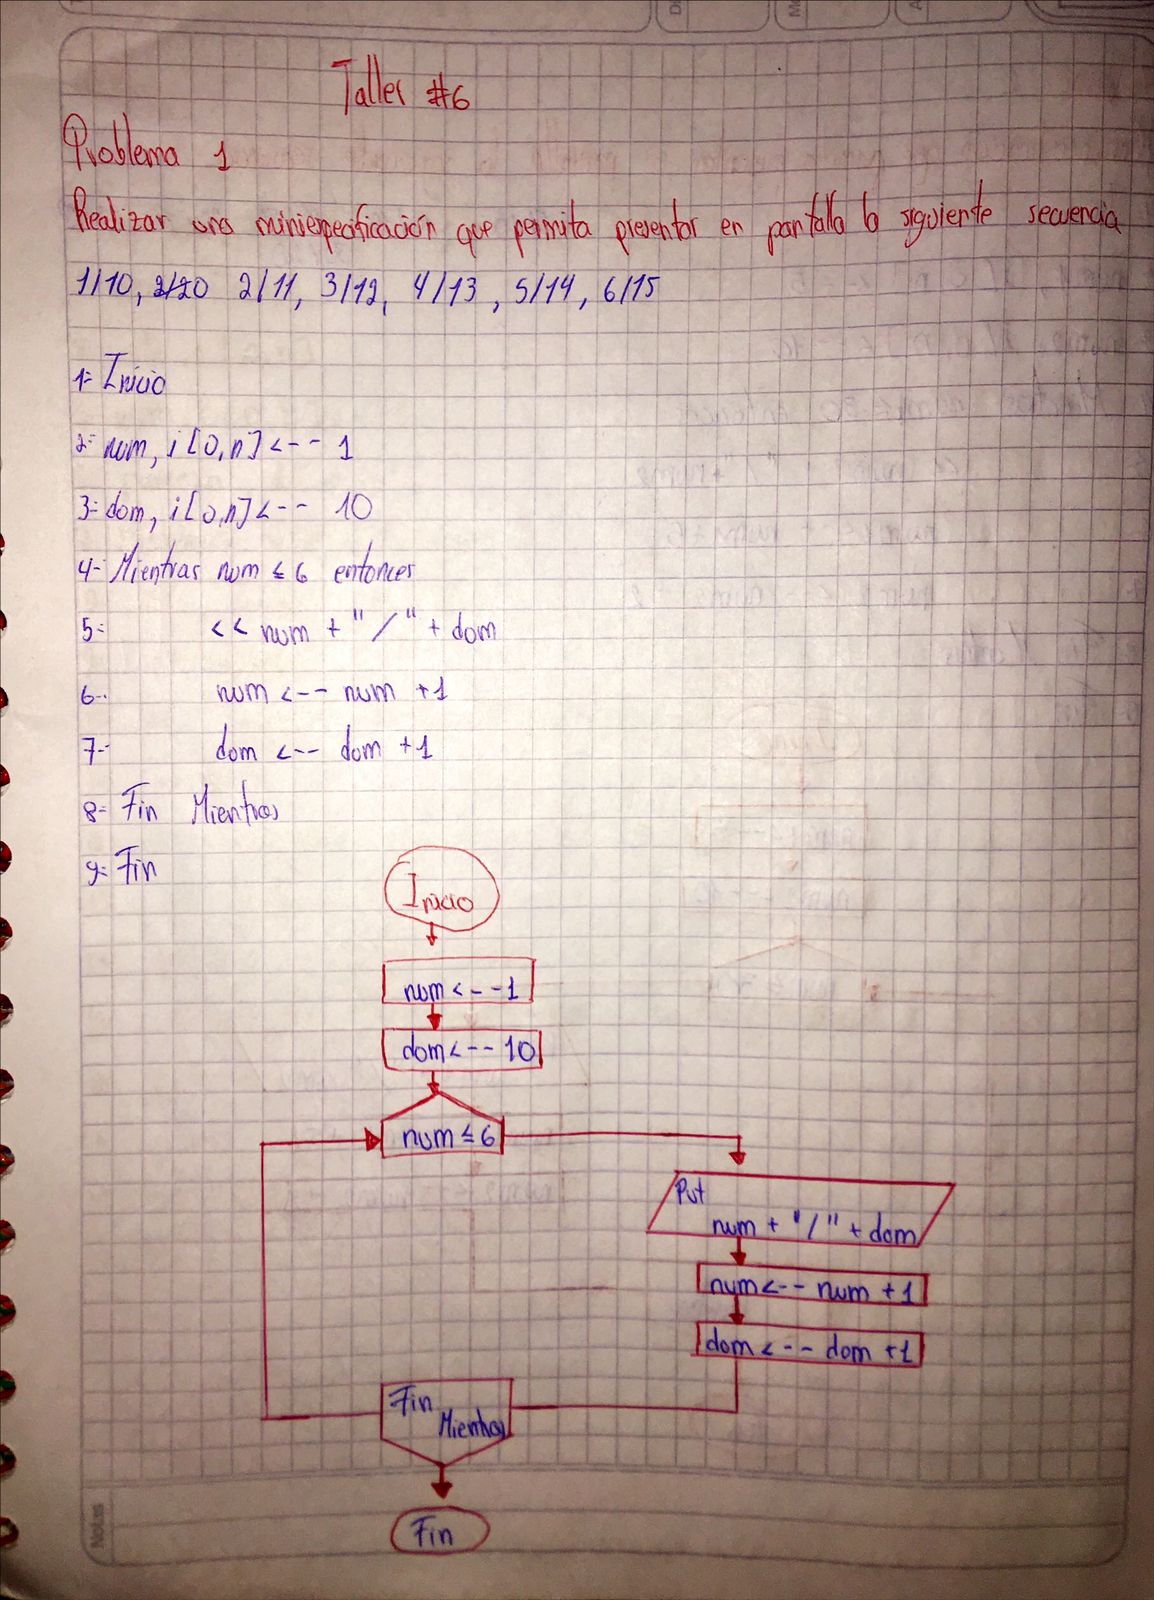 Taller #6
Problema 1
Realizar una miniespecificación que permita presentar en pantalla la siguiente secuencia
1/10, 2/20 2/11, 3/12, 4/13, 5/14, 6/15
1- Inicio
2- num, i[0,n] <-- 1
3- dom, i[0,n] <-- 10
4- Mientras num ≤ 6 entonces
5- << num + "/" + dom
6- num <-- num +1
7- dom <-- dom +1
8- Fin Mientras
9- Fin
Inicio
num <--1
dom <-- 10
num ≤ 6
Put
num + "/" + dom
num <-- num +1
dom <-- dom +1
Fin
Mientras
Fin
Notas